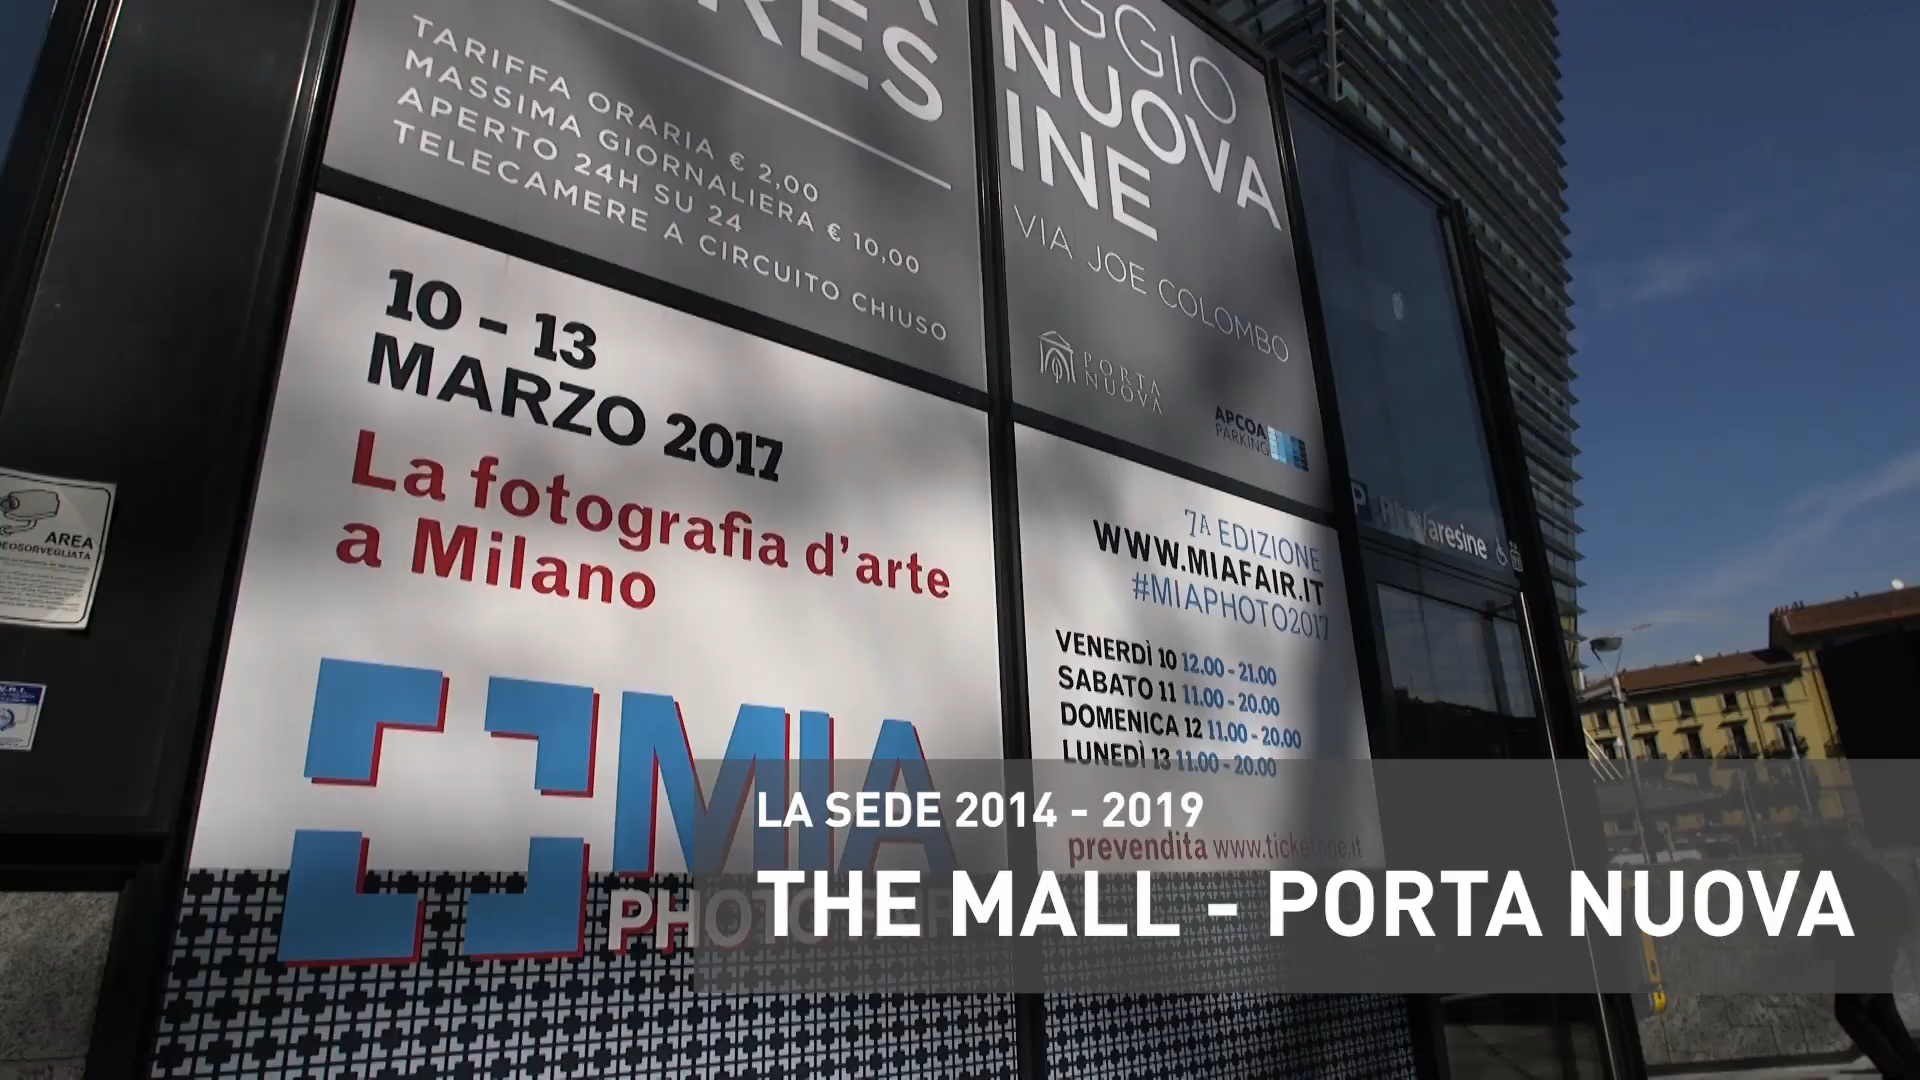 RES
TARIFFA ORARIA € 2,00
MASSIMA GIORNALIERA € 10,00
APERTO 24H SU 24
TELECAMERE A CIRCUITO CHIUSO
GGIO
NUOVA
INE
VIA JOE COLOMBO
PORTA
NUOVA
APCOA
PARKING
10 - 13
MARZO 2017
La fotografia d'arte
a Milano
MIA
PHOTO
7A EDIZIONE
WWW.MIAFAIR.IT
#MIAPHOTO2017
VENERDÌ 10 12.00 - 21.00
SABATO 11 11.00 - 20.00
DOMENICA 12 11.00 - 20.00
LUNEDÌ 13 11.00 - 20.00
prevendita www.ticketone.it
P
Varesine
AREA
LA SEDE 2014 - 2019
THE MALL - PORTA NUOVA